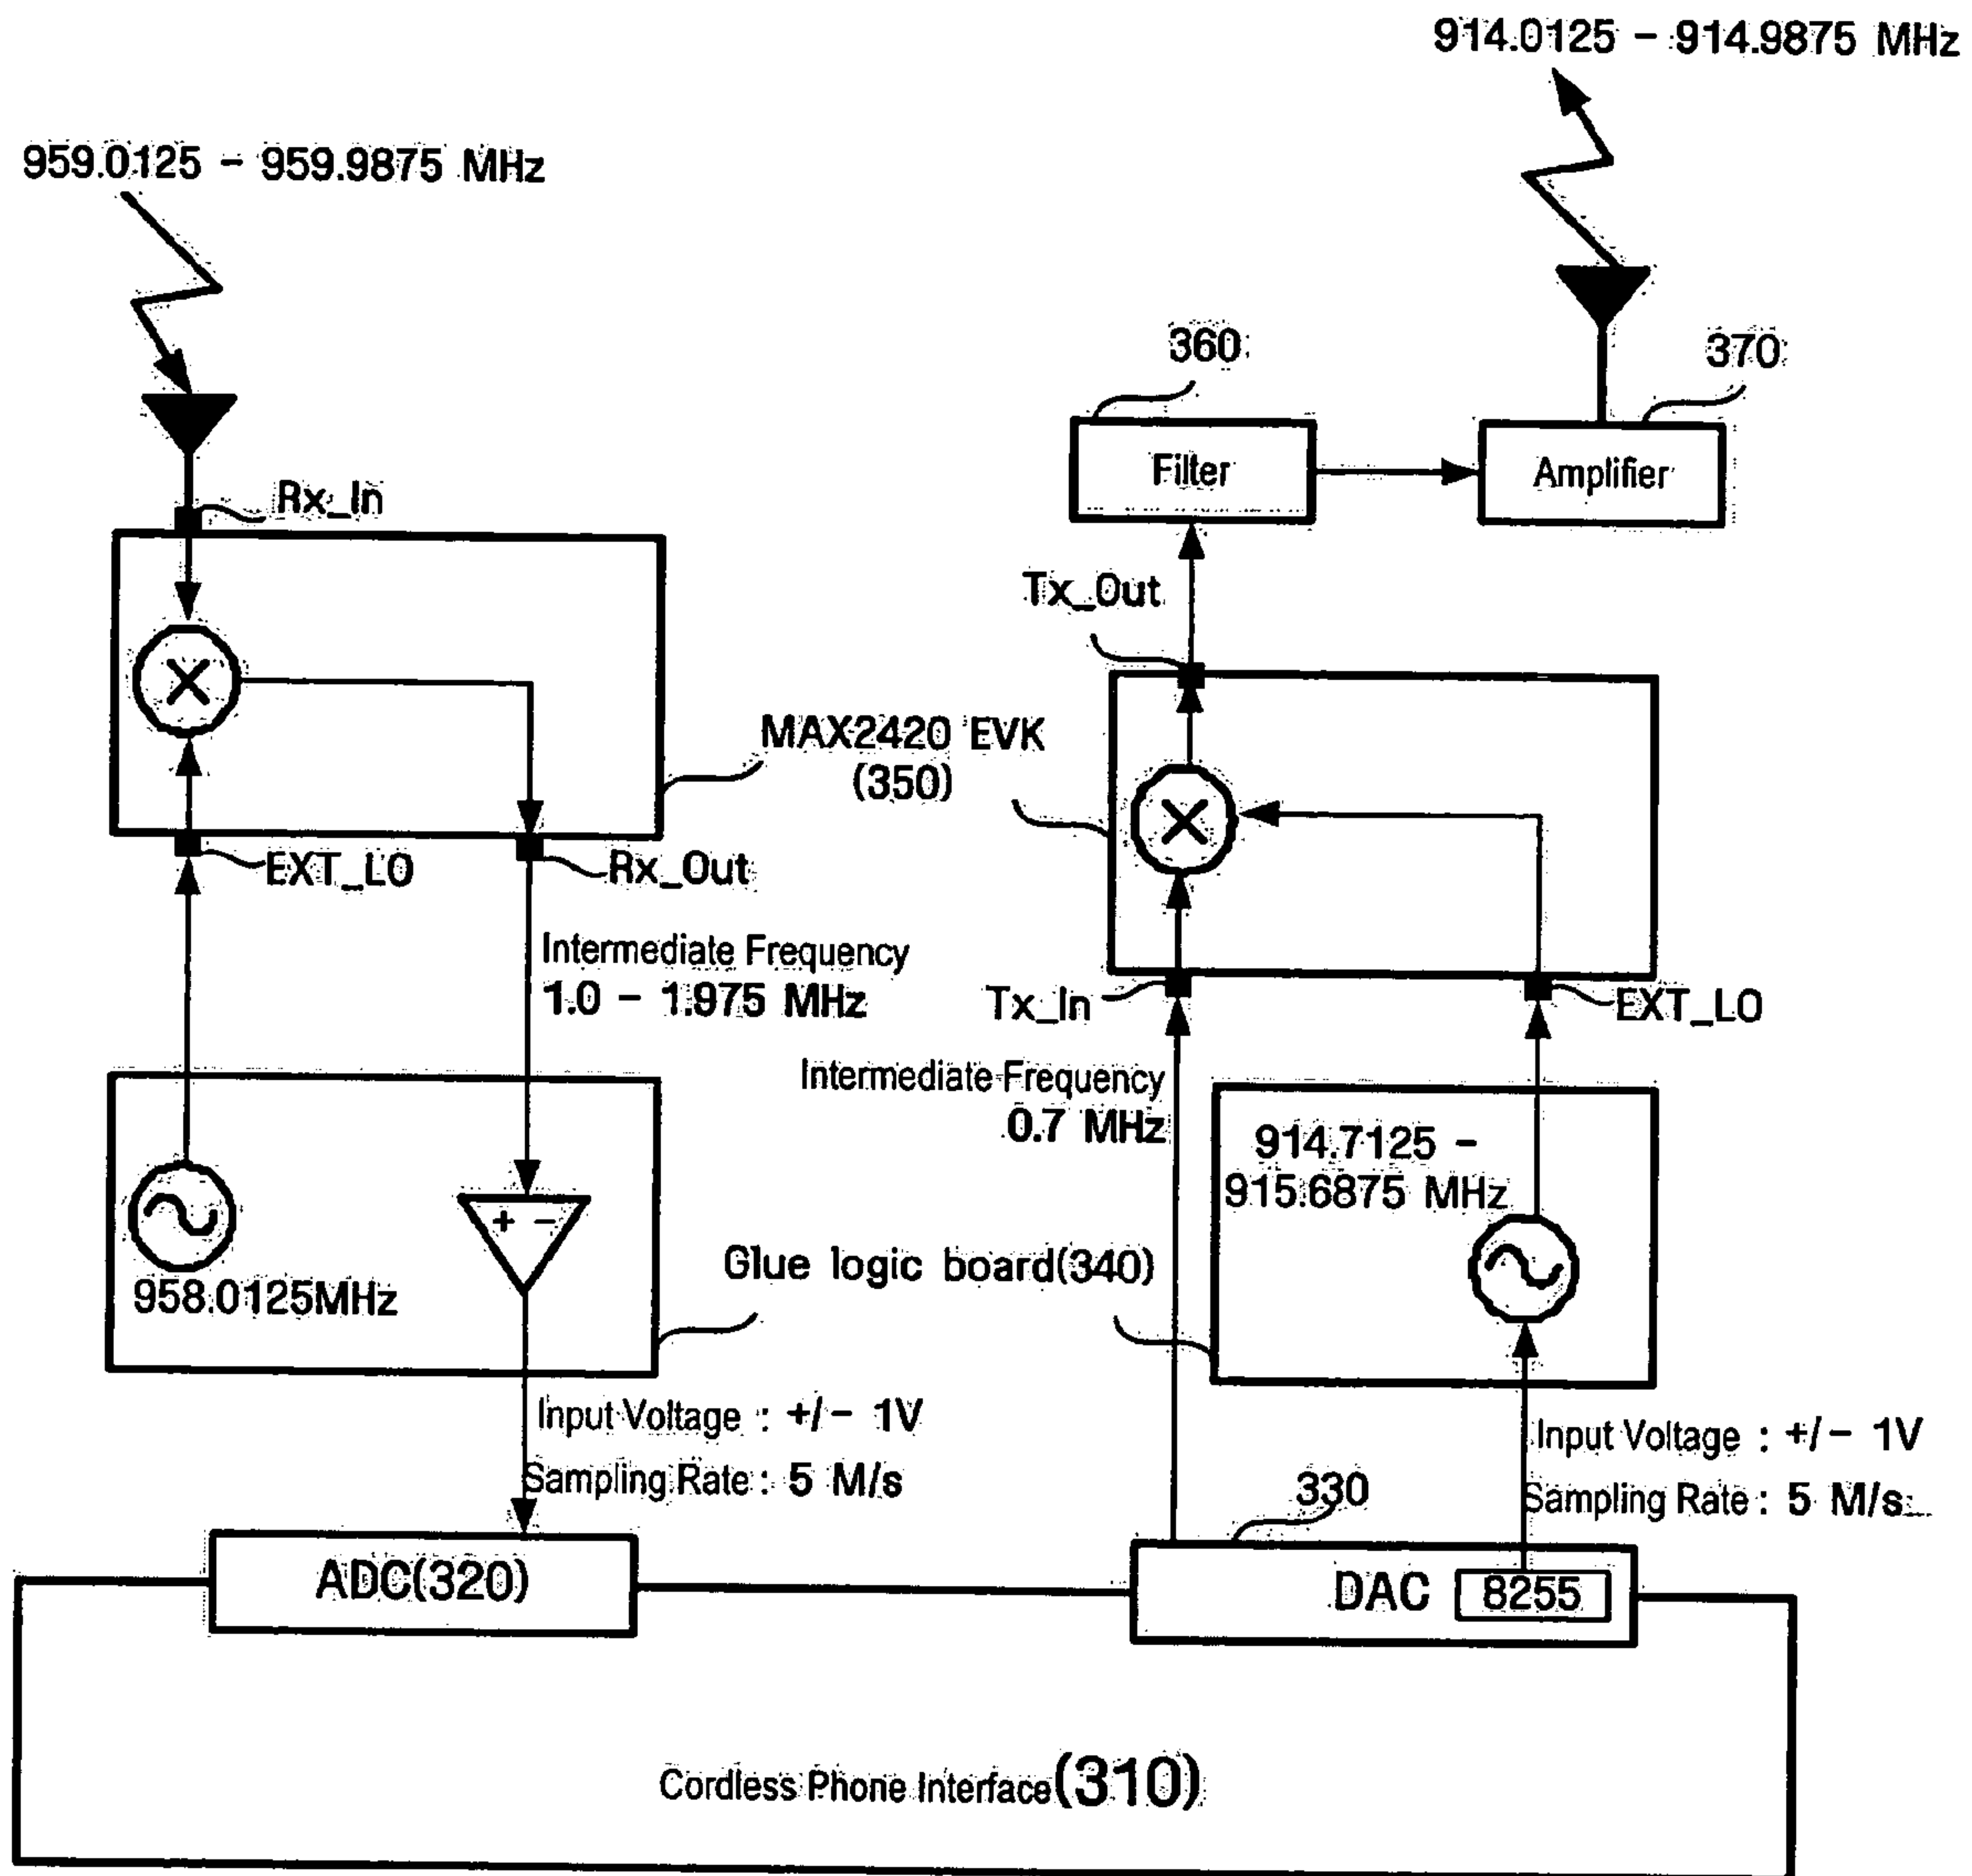 914.0125 - 914.9875 MHz
959.0125 - 959.9875 MHz
360
370
Filter
Amplifier
Rx_In
Tx_Out
MAX2420 EVK
(350)
EXT_LO
Rx_Out
Intermediate Frequency
1.0 - 1.975 MHz
Tx_In
EXT_LO
Intermediate Frequency
0.7 MHz
914.7125 -
915.6875 MHz
+ -
958.0125MHz
Glue logic board(340)
Input Voltage : +/- 1V
Sampling Rate : 5 M/s
Input Voltage : +/- 1V
Sampling Rate : 5 M/s
330
ADC(320)
DAC
8255
Cordless Phone Interface(310)